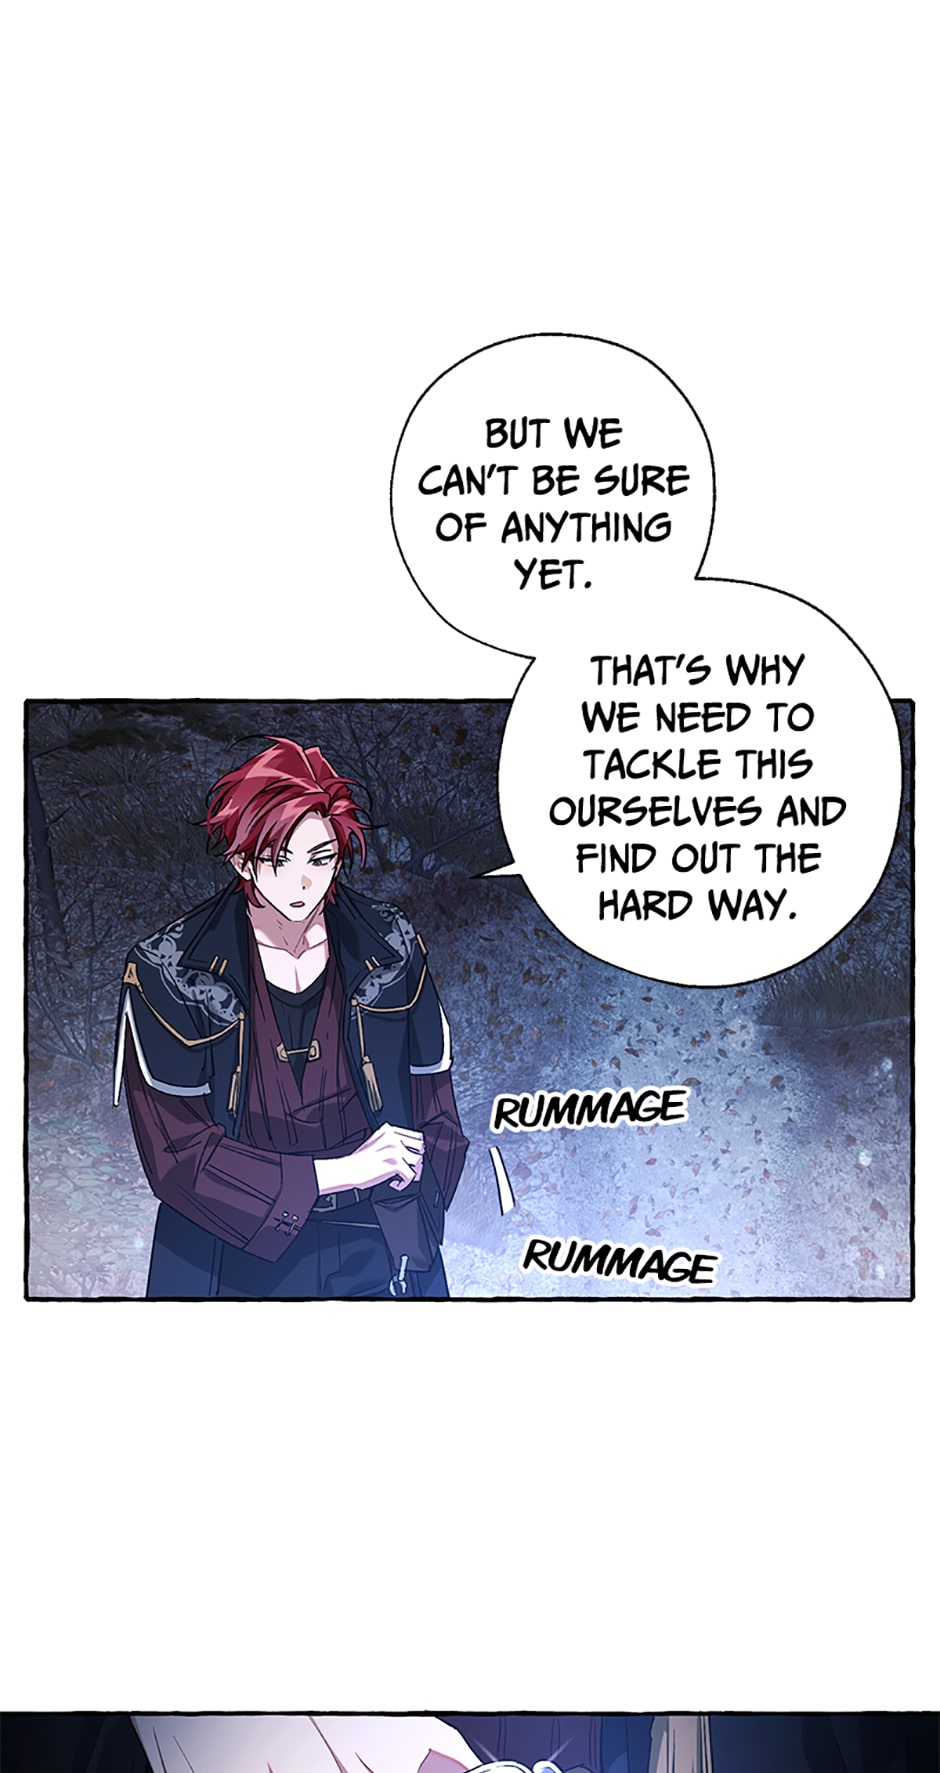 BUT WE
CAN'T BE SURE
OF ANYTHING
YET.
THAT'S WHY
WE NEED TO
TACKLE THIS
OURSELVES AND
FIND OUT THE
HARD WAY.
RUMMAGE
RUMMAGE